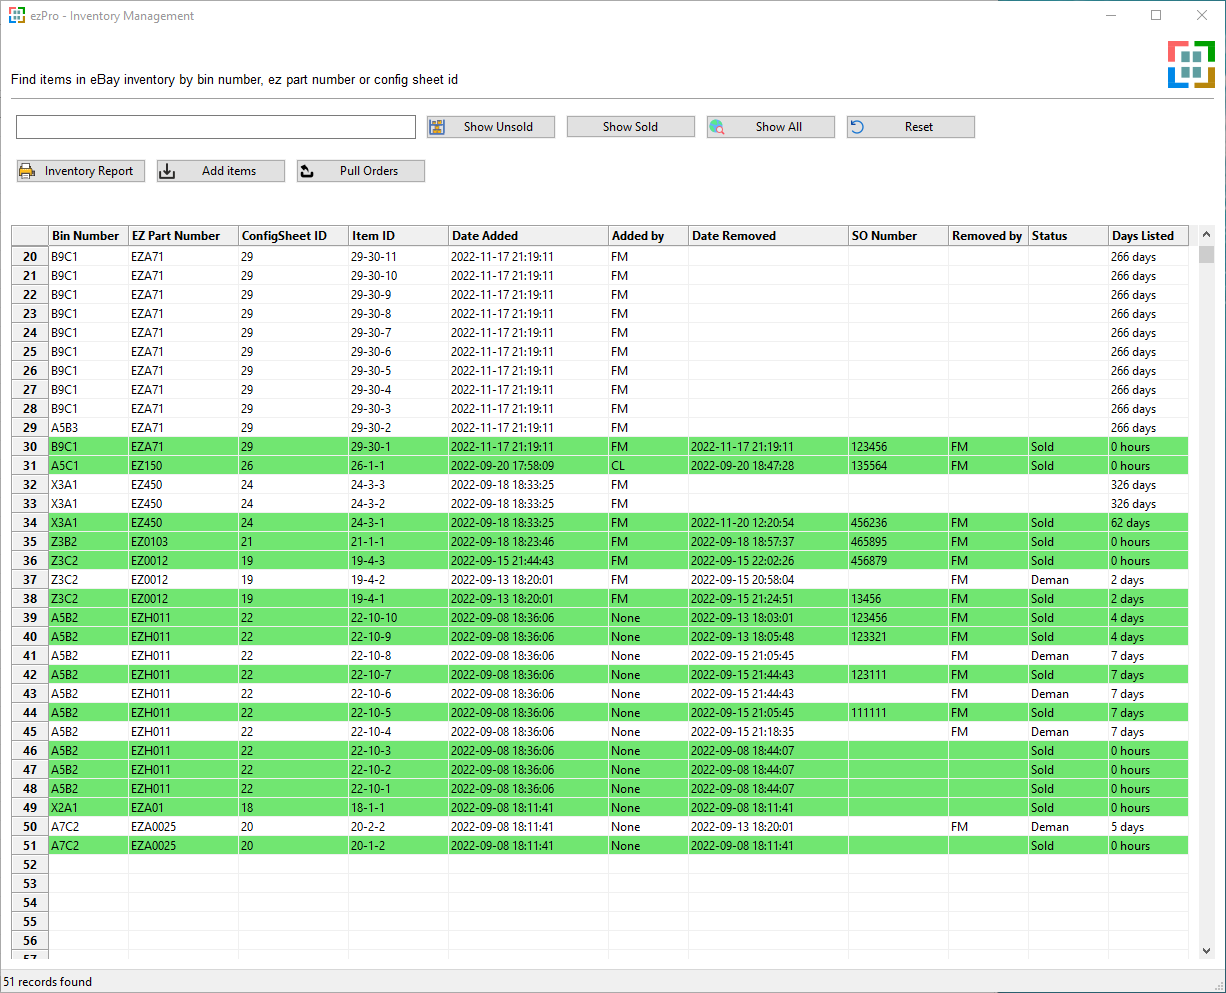 ezPro - Inventory Management
Find items in eBay inventory by bin number, ez part number or config sheet id
Show Unsold Show Sold Show All Reset
Inventory Report Add items Pull Orders
Bin Number EZ Part Number ConfigSheet ID Item ID Date Added Added by Date Removed SO Number Removed by Status Days Listed
20 B9C1 EZA71 29 29-30-11 2022-11-17 21:19:11 FM 266 days
21 B9C1 EZA71 29 29-30-10 2022-11-17 21:19:11 FM 266 days
22 B9C1 EZA71 29 29-30-9 2022-11-17 21:19:11 FM 266 days
23 B9C1 EZA71 29 29-30-8 2022-11-17 21:19:11 FM 266 days
24 B9C1 EZA71 29 29-30-7 2022-11-17 21:19:11 FM 266 days
25 B9C1 EZA71 29 29-30-6 2022-11-17 21:19:11 FM 266 days
26 B9C1 EZA71 29 29-30-5 2022-11-17 21:19:11 FM 266 days
27 B9C1 EZA71 29 29-30-4 2022-11-17 21:19:11 FM 266 days
28 B9C1 EZA71 29 29-30-3 2022-11-17 21:19:11 FM 266 days
29 A5B3 EZA71 29 29-30-2 2022-11-17 21:19:11 FM 266 days
30 B9C1 EZA71 29 29-30-1 2022-11-17 21:19:11 FM 2022-11-17 21:19:11 123456 FM Sold 0 hours
31 A5C1 EZ150 26 26-1-1 2022-09-20 17:58:09 CL 2022-09-20 18:47:28 135564 FM Sold 0 hours
32 X3A1 EZ450 24 24-3-3 2022-09-18 18:33:25 FM 326 days
33 X3A1 EZ450 24 24-3-2 2022-09-18 18:33:25 FM 326 days
34 X3A1 EZ450 24 24-3-1 2022-09-18 18:33:25 FM 2022-11-20 12:20:54 456236 FM Sold 62 days
35 Z3B2 EZ0103 21 21-1-1 2022-09-18 18:23:46 FM 2022-09-18 18:57:37 465895 FM Sold 0 hours
36 Z3C2 EZ0012 19 19-4-3 2022-09-15 21:44:43 FM 2022-09-15 22:02:26 456879 FM Sold 0 hours
37 Z3C2 EZ0012 19 19-4-2 2022-09-13 18:20:01 FM 2022-09-15 20:58:04 FM Deman 2 days
38 Z3C2 EZ0012 19 19-4-1 2022-09-13 18:20:01 FM 2022-09-15 21:24:51 13456 FM Sold 2 days
39 A5B2 EZH011 22 22-10-10 2022-09-08 18:36:06 None 2022-09-13 18:03:01 123456 FM Sold 4 days
40 A5B2 EZH011 22 22-10-9 2022-09-08 18:36:06 None 2022-09-13 18:05:48 123321 FM Sold 4 days
41 A5B2 EZH011 22 22-10-8 2022-09-08 18:36:06 None 2022-09-15 21:05:45 FM Deman 7 days
42 A5B2 EZH011 22 22-10-7 2022-09-08 18:36:06 None 2022-09-15 21:44:43 123111 FM Sold 7 days
43 A5B2 EZH011 22 22-10-6 2022-09-08 18:36:06 None 2022-09-15 21:44:43 FM Deman 7 days
44 A5B2 EZH011 22 22-10-5 2022-09-08 18:36:06 None 2022-09-15 21:05:45 111111 FM Sold 7 days
45 A5B2 EZH011 22 22-10-4 2022-09-08 18:36:06 None 2022-09-15 21:18:35 FM Deman 7 days
46 A5B2 EZH011 22 22-10-3 2022-09-08 18:36:06 None 2022-09-08 18:44:07 Sold 0 hours
47 A5B2 EZH011 22 22-10-2 2022-09-08 18:36:06 None 2022-09-08 18:44:07 Sold 0 hours
48 A5B2 EZH011 22 22-10-1 2022-09-08 18:36:06 None 2022-09-08 18:44:07 Sold 0 hours
49 X2A1 EZA01 18 18-1-1 2022-09-08 18:11:41 None 2022-09-08 18:11:41 Sold 0 hours
50 A7C2 EZA0025 20 20-2-2 2022-09-08 18:11:41 None 2022-09-13 18:20:01 FM Deman 5 days
51 A7C2 EZA0025 20 20-1-2 2022-09-08 18:11:41 None 2022-09-08 18:11:41 Sold 0 hours
52
53
54
55
56
57
51 records found